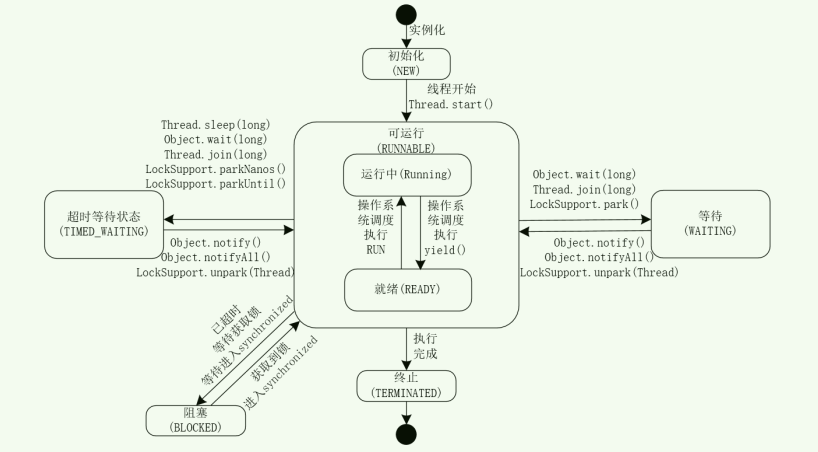 实例化
初始化
(NEW)
线程开始
Thread.start()
可运行
(RUNNABLE)
运行中(Running)
操作系
统调度
执行
RUN
操作系
统调度
执行
yield()
就绪(READY)
Thread.sleep(long)
Object.wait(long)
Thread.join(long)
LockSupport.parkNanos()
LockSupport.parkUntil()
超时等待状态
(TIMED_WAITING)
Object.notify()
Object.notifyAll()
LockSupport.unpark(Thread)
Object.wait(long)
Thread.join(long)
LockSupport.park()
等待
(WAITING)
Object.notify()
Object.notifyAll()
LockSupport.unpark(Thread)
已超时
等待获取锁
等待进入synchronized
获取到锁
进入synchronized
阻塞
(BLOCKED)
执行
完成
终止
(TERMINATED)